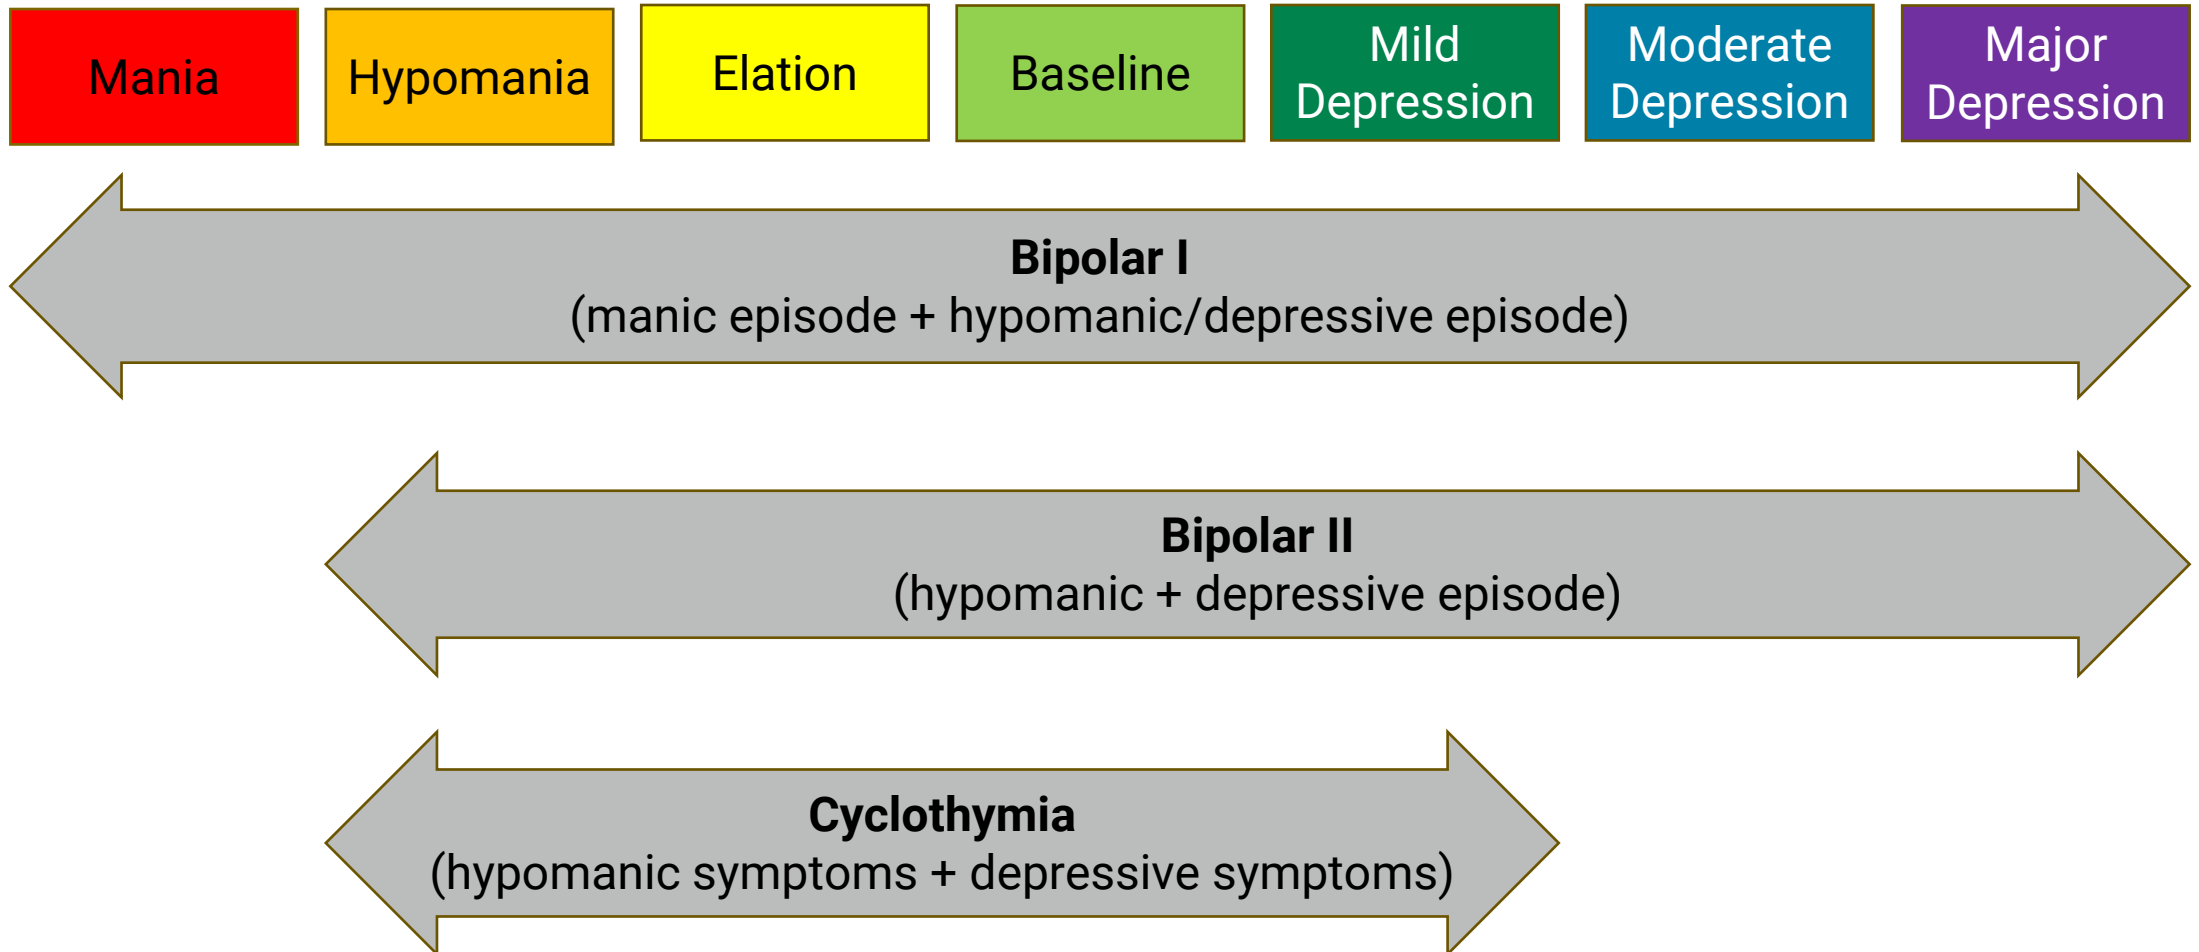 Mania
Hypomania
Elation
Baseline
Mild
Depression
Moderate
Depression
Major
Depression
Bipolar I
(manic episode + hypomanic/depressive episode)
Bipolar II
(hypomanic + depressive episode)
Cyclothymia
(hypomanic symptoms + depressive symptoms)